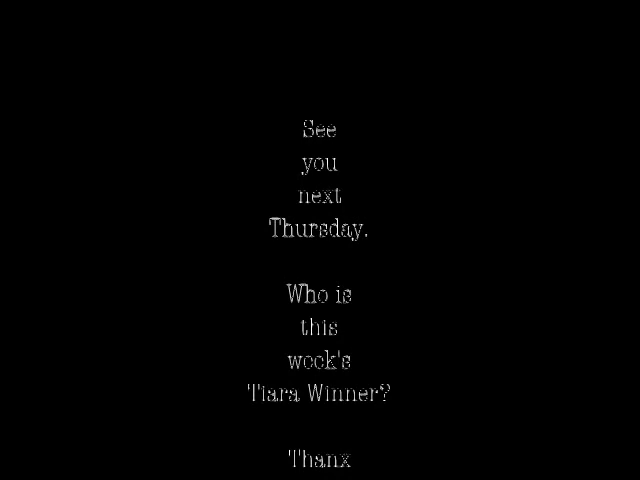 See
you
next
Thursday.
Who is
this
week's
Tiara Winner?
Thanx